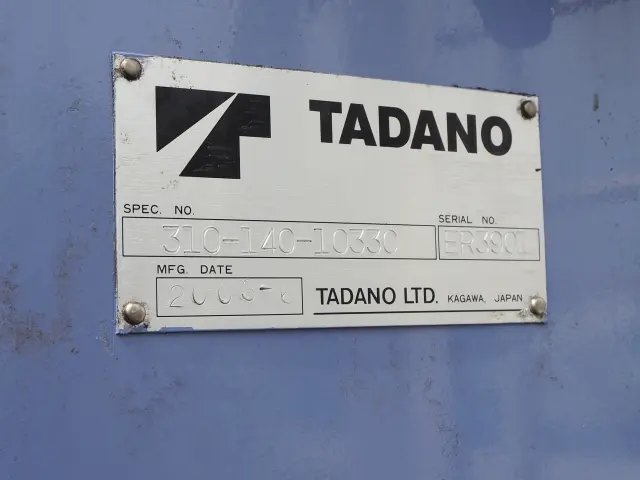 TADANO
SPEC. NO.
SERIAL NO.
310-140-10330
MFG. DATE
TADANO LTD. KAGAWA, JAPAN